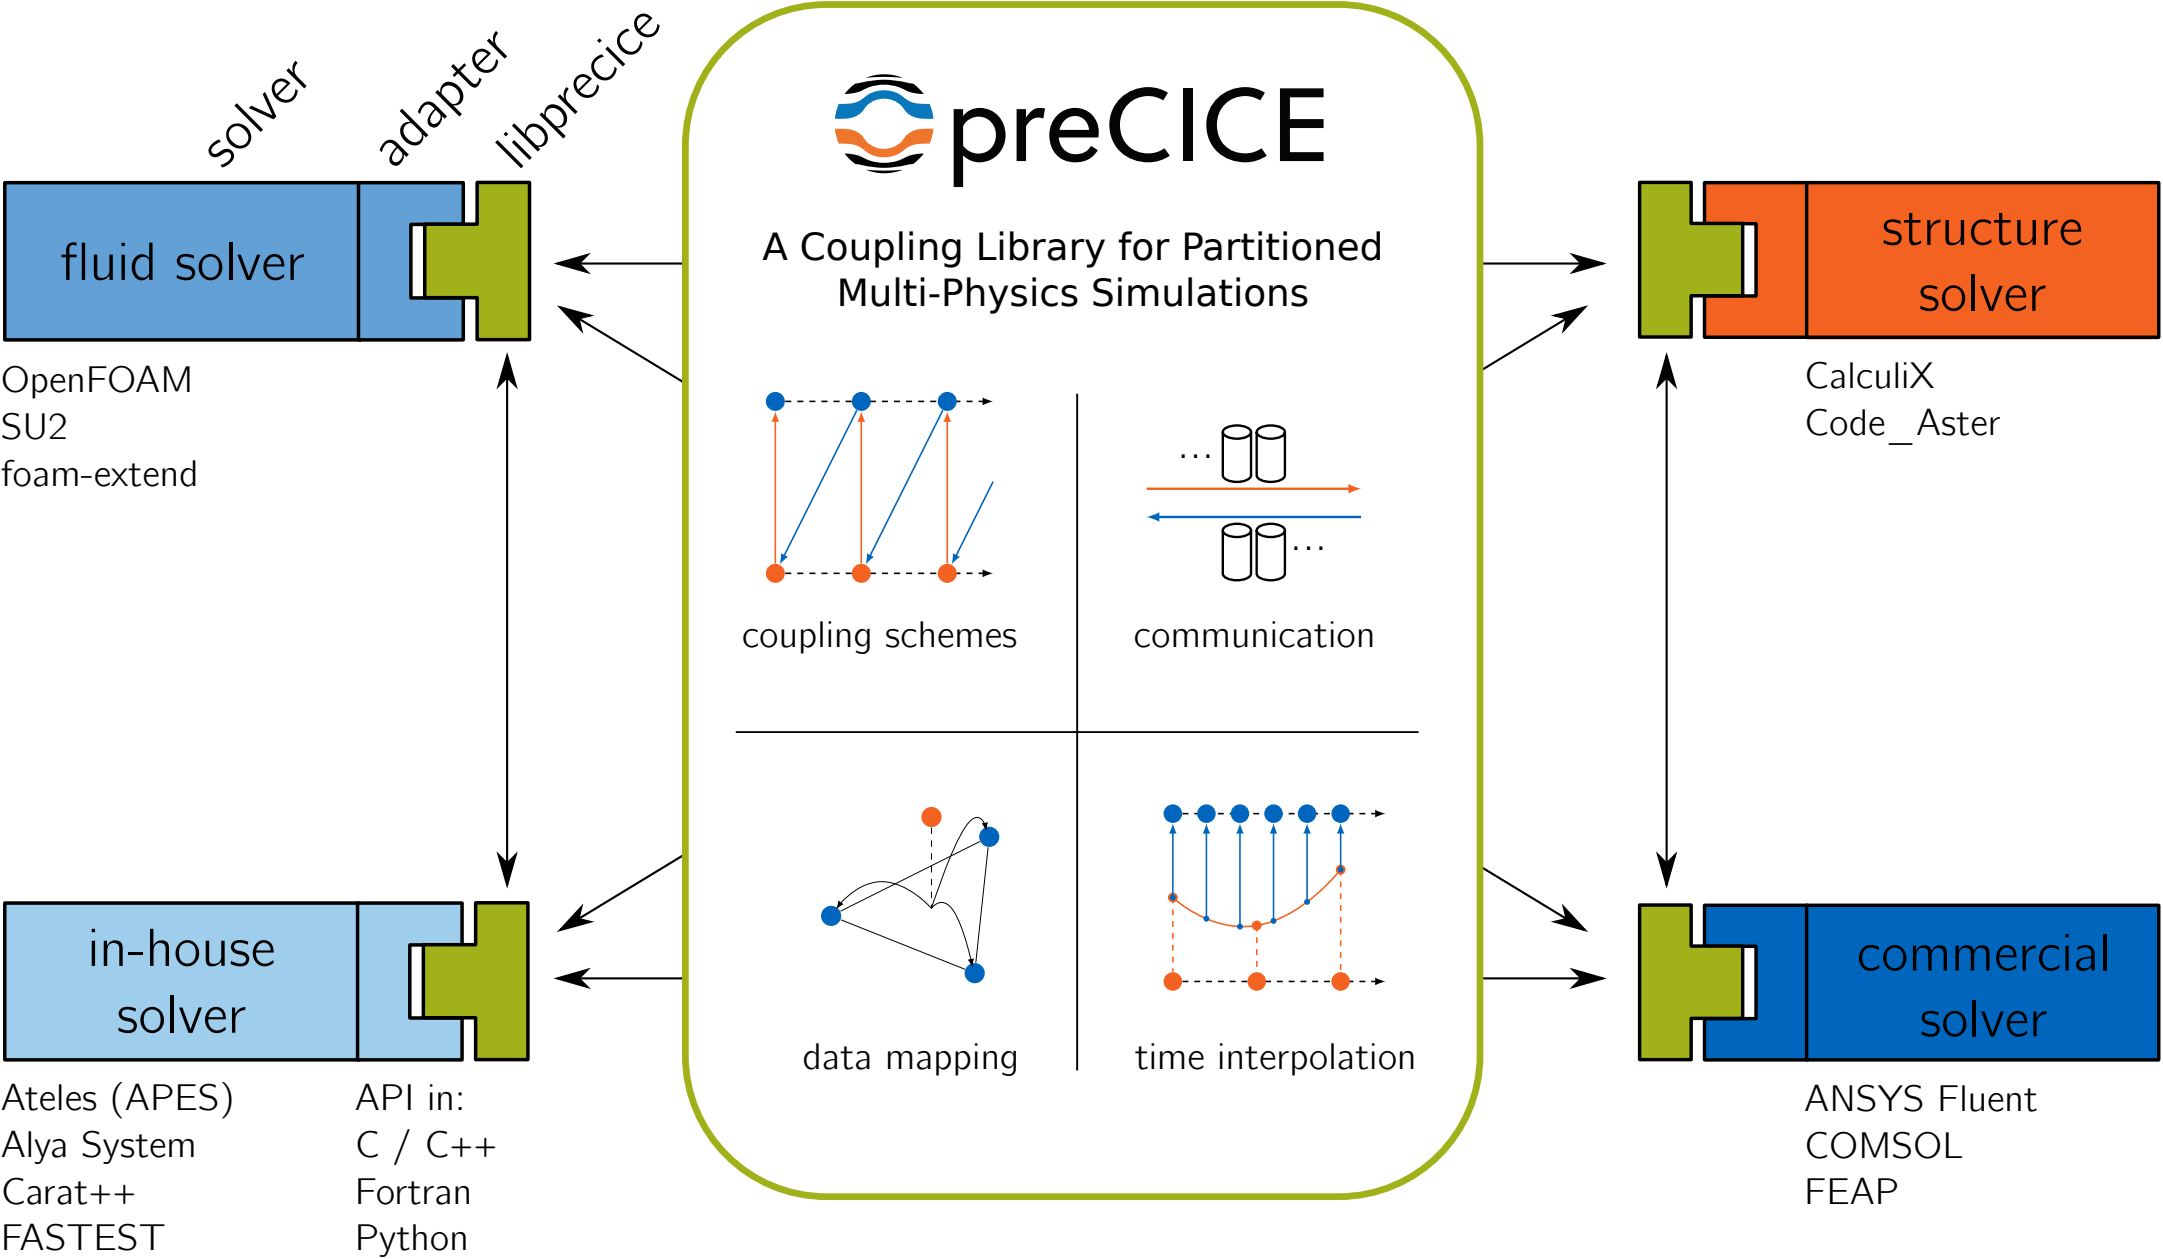 solver
adapter
libprecice
preCICE
A Coupling Library for Partitioned
Multi-Physics Simulations
fluid solver
OpenFOAM
SU2
foam-extend
structure
solver
CalculiX
Code_Aster
...
...
coupling schemes
communication
data mapping
time interpolation
in-house
solver
Ateles (APES)
Alya System
Carat++
FASTEST
API in:
C / C++
Fortran
Python
commercial
solver
ANSYS Fluent
COMSOL
FEAP